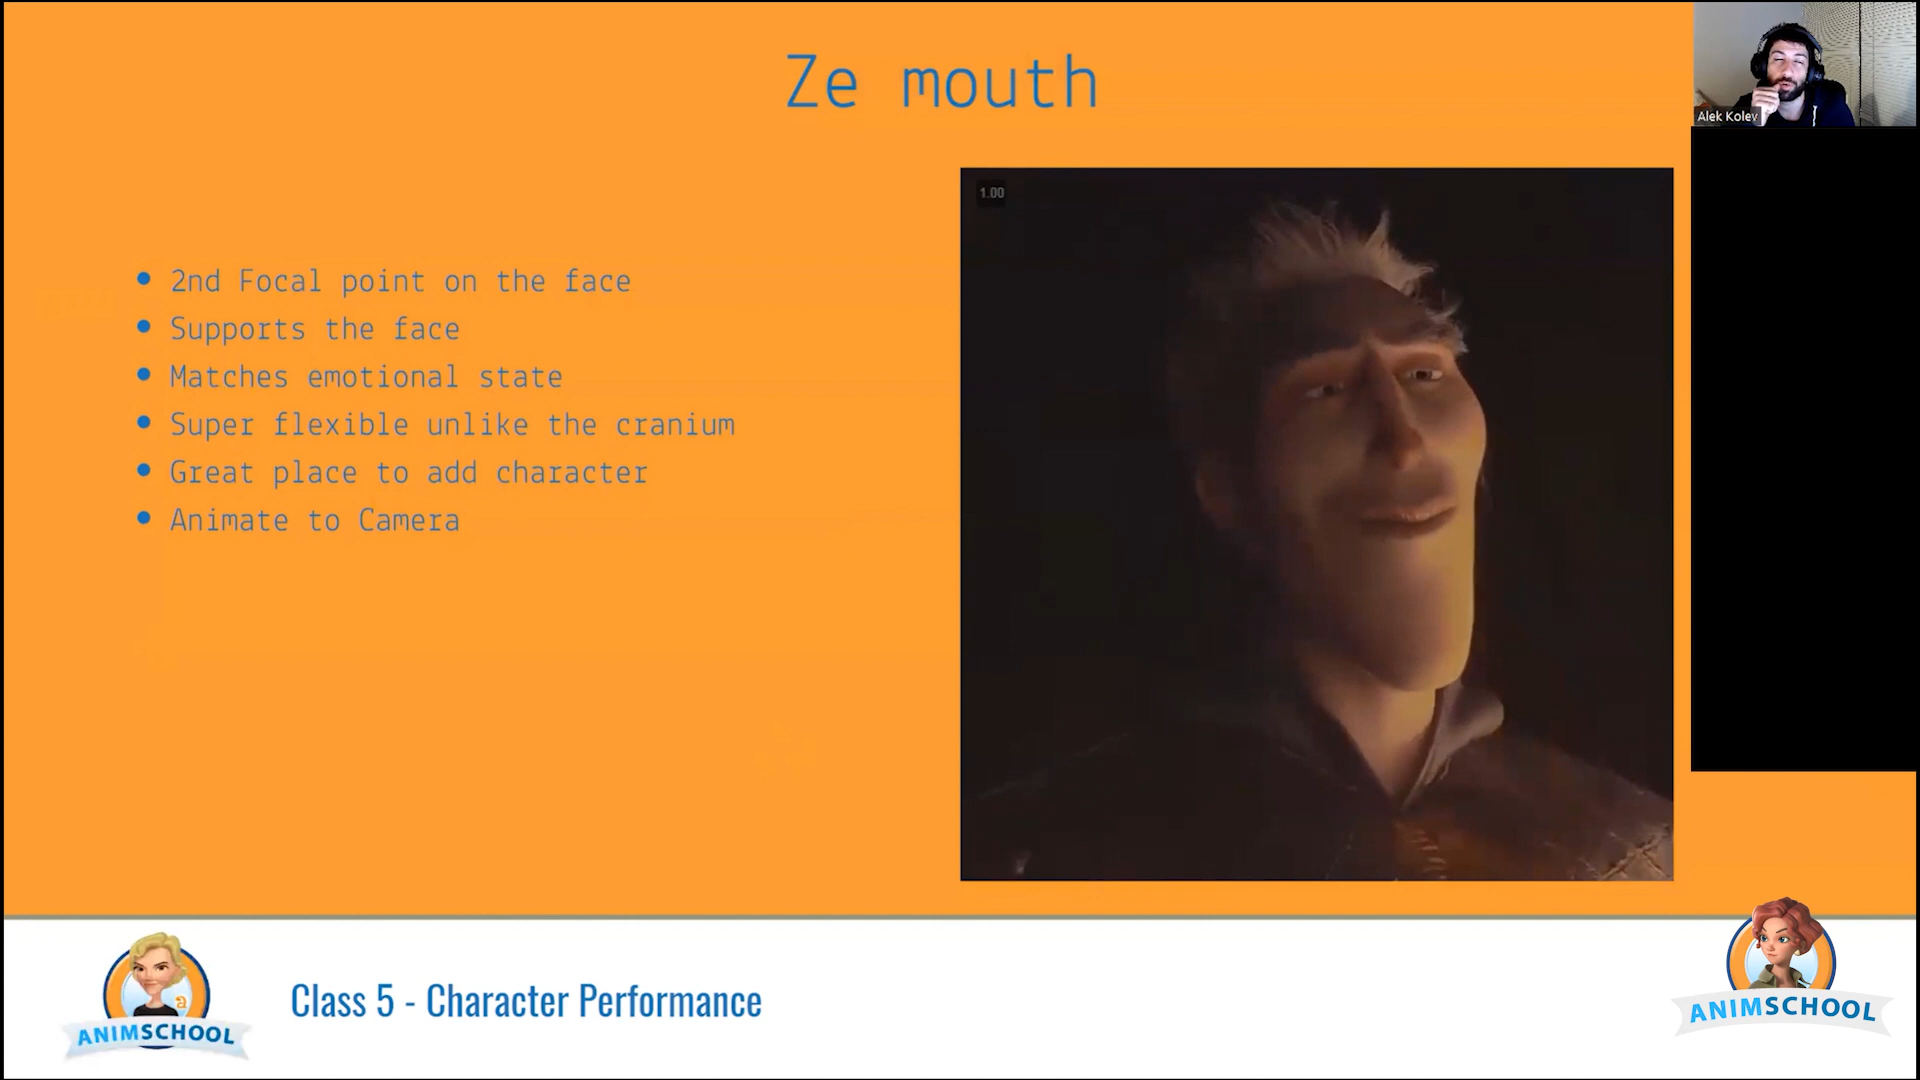 Ze mouth
Alek Kolev
1.00
2nd Focal point on the face
Supports the face
Matches emotional state
Super flexible unlike the cranium
Great place to add character
Animate to Camera
a
ANIMSCHOOL
Class 5 - Character Performance
ANIMSCHOOL